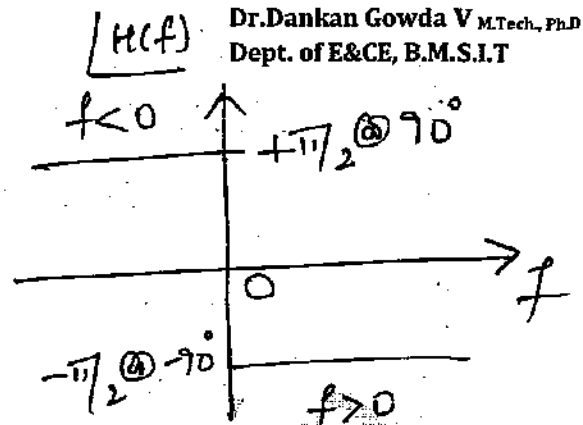 ∠H(f) Dr.Dankan Gowda V M.Tech., Ph.D
Dept. of E&CE, B.M.S.I.T
f<0
+π/2 @ 90°
0
f
-π/2 @ -90°
f>0